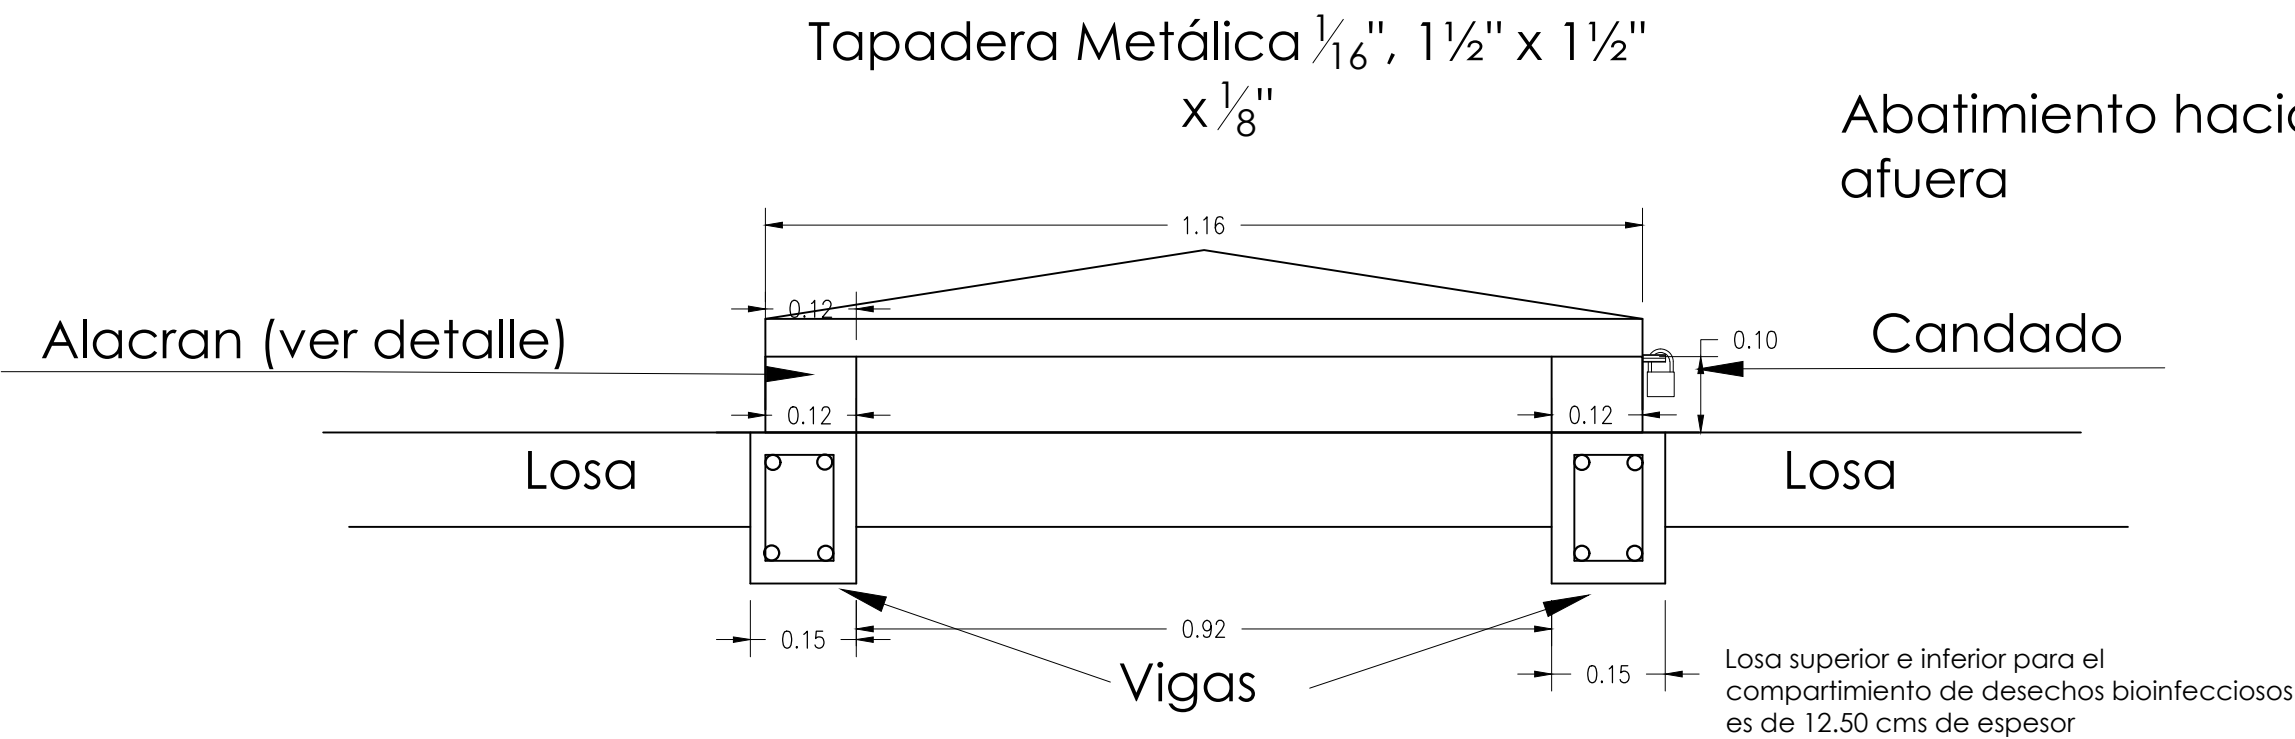 Tapadera Metálica 1/16", 1½" x 1½"
x 1/8"
Abatimiento hacia
afuera
1.16
0.12
Alacran (ver detalle)
0.10
Candado
0.12
0.12
Losa
Losa
0.15
0.92
0.15
Vigas
Losa superior e inferior para el
compartimiento de desechos bioinfecciosos
es de 12.50 cms de espesor